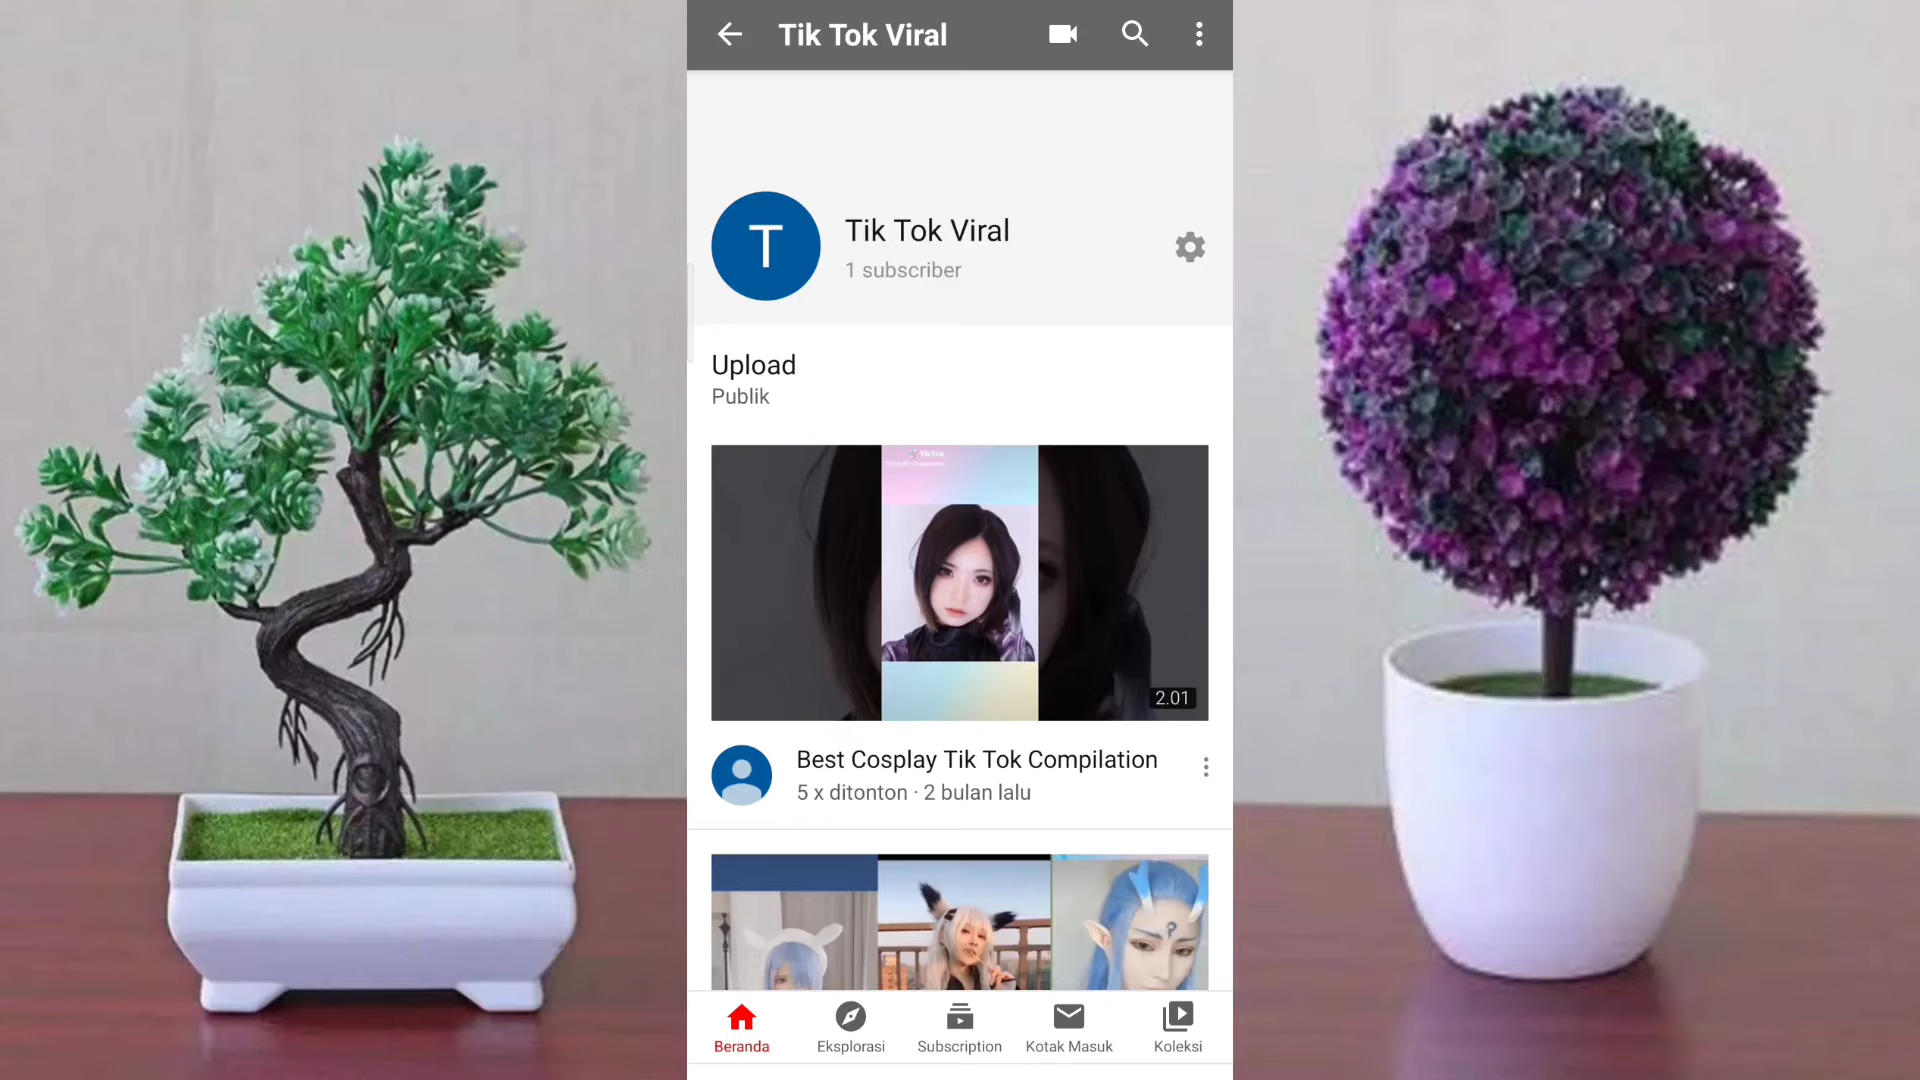 Tik Tok Viral
T
Tik Tok Viral
1 subscriber
Upload
Publik
TikTok
2.01
Best Cosplay Tik Tok Compilation
5 x ditonton · 2 bulan lalu
Beranda
Eksplorasi
Subscription
Kotak Masuk
Koleksi